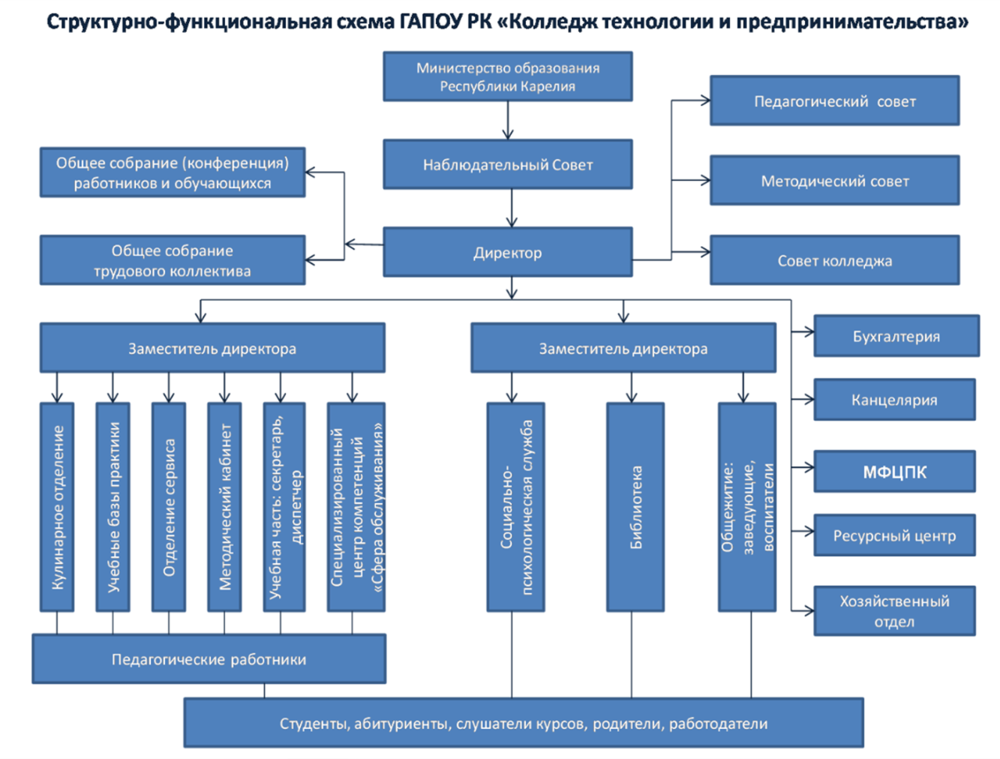 Структурно-функциональная схема ГАПОУ РК «Колледж технологии и предпринимательства»
Министерство образования
Республики Карелия
Педагогический совет
Наблюдательный Совет
Общее собрание (конференция)
работников и обучающихся
Методический совет
Директор
Общее собрание
трудового коллектива
Совет колледжа
Заместитель директора
Заместитель директора
Бухгалтерия
Канцелярия
МФЦПК
Ресурсный центр
Хозяйственный
отдел
Кулинарное отделение
Учебные базы практики
Отделение сервиса
Методический кабинет
Учебная часть: секретарь,
диспетчер
Специализированный
центр компетенций
«Сфера обслуживания»
Социально-
психологическая служба
Библиотека
Общежитие:
заведующие,
воспитатели
Педагогические работники
Студенты, абитуриенты, слушатели курсов, родители, работодатели